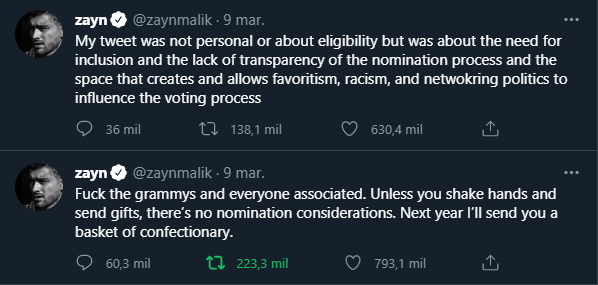 zayn @zaynmalik · 9 mar.
My tweet was not personal or about eligibility but was about the need for
inclusion and the lack of transparency of the nomination process and the
space that creates and allows favoritism, racism, and netwokring politics to
influence the voting process
36 mil 138,1 mil 630,4 mil
zayn @zaynmalik · 9 mar.
Fuck the grammys and everyone associated. Unless you shake hands and
send gifts, there's no nomination considerations. Next year I'll send you a
basket of confectionary.
60,3 mil 223,3 mil 793,1 mil